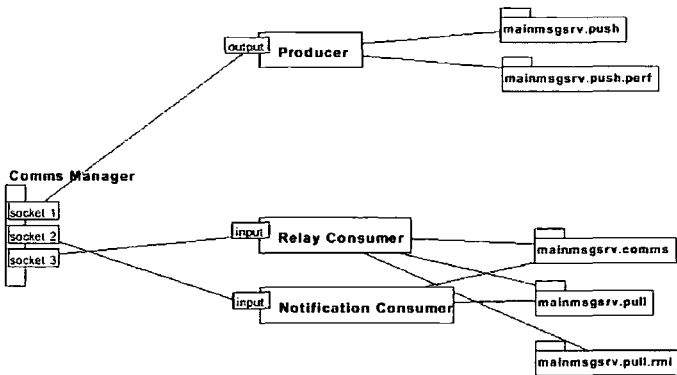 mainmsgsrv.push
output
Producer
mainmsgsrv.push.perf
Comms Manager
socket 1
socket 2
socket 3
input
Relay Consumer
mainmsgsrv.comms
input
Notification Consumer
mainmsgsrv.pull
mainmsgsrv.pull.rmi